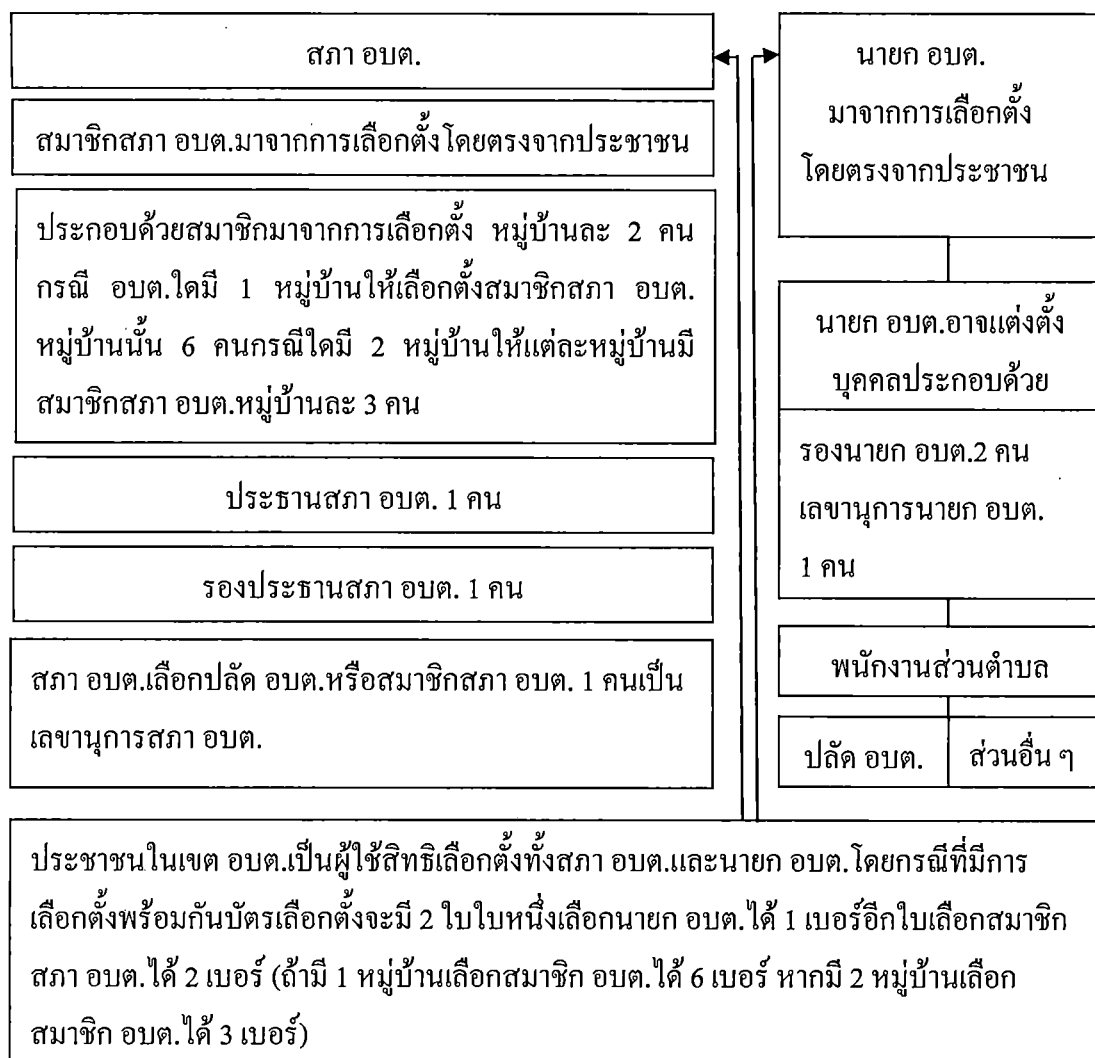 สภา อบต.
สมาชิกสภา อบต.มาจากการเลือกตั้งโดยตรงจากประชาชน
ประกอบด้วยสมาชิกมาจากการเลือกตั้ง หมู่บ้านละ 2 คน
กรณี อบต.ใดมี 1 หมู่บ้านให้เลือกตั้งสมาชิกสภา อบต.
หมู่บ้านนั้น 6 คนกรณีใดมี 2 หมู่บ้านให้แต่ละหมู่บ้านมี
สมาชิกสภา อบต.หมู่บ้านละ 3 คน
ประธานสภา อบต. 1 คน
รองประธานสภา อบต. 1 คน
สภา อบต.เลือกปลัด อบต.หรือสมาชิกสภา อบต. 1 คนเป็น
เลขานุการสภา อบต.
นายก อบต.
มาจากการเลือกตั้ง
โดยตรงจากประชาชน
นายก อบต.อาจแต่งตั้ง
บุคคลประกอบด้วย
รองนายก อบต.2 คน
เลขานุการนายก อบต.
1 คน
พนักงานส่วนตำบล
ปลัด อบต.
ส่วนอื่น ๆ
ประชาชนในเขต อบต.เป็นผู้ใช้สิทธิเลือกตั้งทั้งสภา อบต.และนายก อบต.โดยกรณีที่มีการ
เลือกตั้งพร้อมกันบัตรเลือกตั้งจะมี 2 ใบใบหนึ่งเลือกนายก อบต.ได้ 1 เบอร์อีกใบเลือกสมาชิก
สภา อบต.ได้ 2 เบอร์ (ถ้ามี 1 หมู่บ้านเลือกสมาชิก อบต.ได้ 6 เบอร์ หากมี 2 หมู่บ้านเลือก
สมาชิก อบต.ได้ 3 เบอร์)